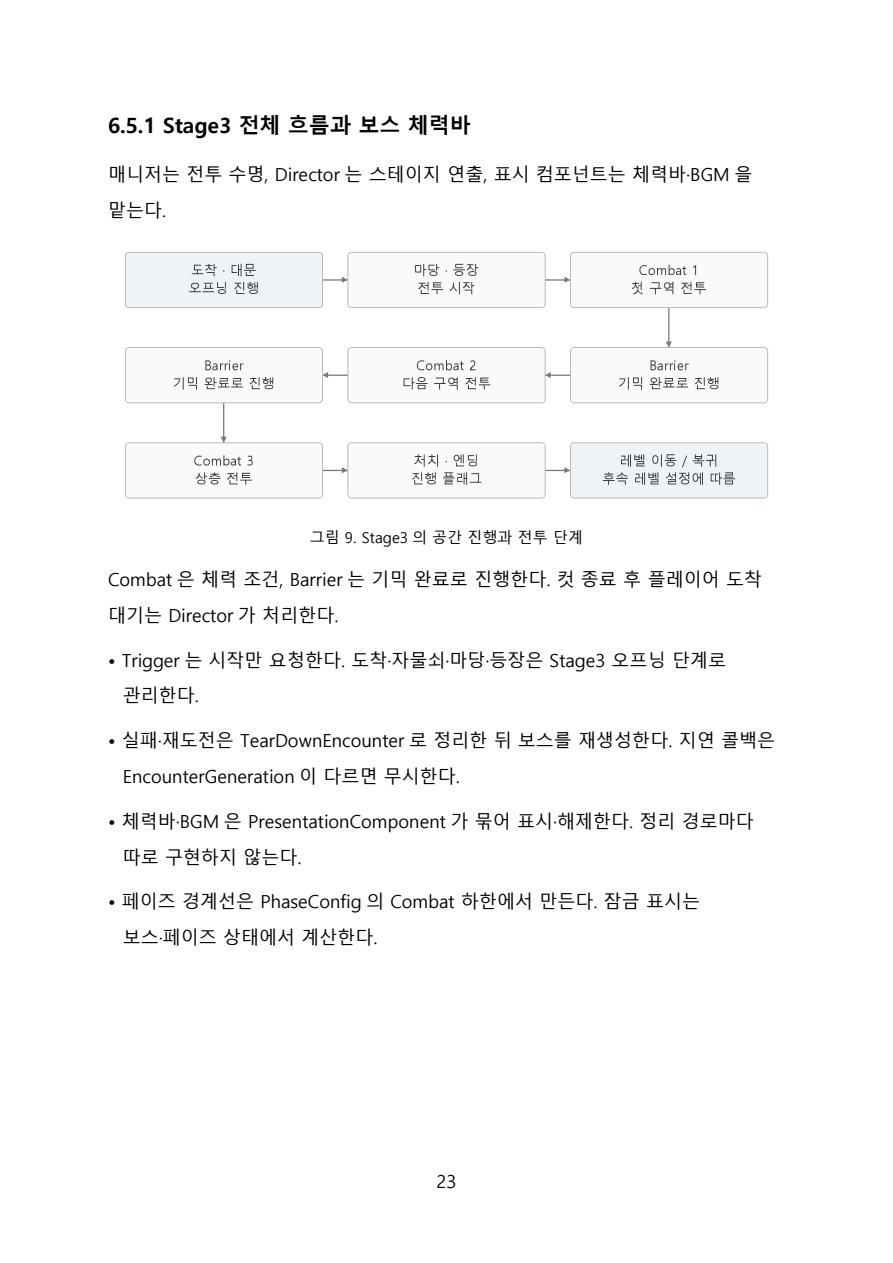 6.5.1 Stage3 전체 흐름과 보스 체력바
매니저는 전투 수명, Director 는 스테이지 연출, 표시 컴포넌트는 체력바·BGM 을
맡는다.
도착 · 대문
오프닝 진행
마당 · 등장
전투 시작
Combat 1
첫 구역 전투
Barrier
기믹 완료로 진행
Combat 2
다음 구역 전투
Barrier
기믹 완료로 진행
Combat 3
상층 전투
처치 · 엔딩
진행 플래그
레벨 이동 / 복귀
후속 레벨 설정에 따름
그림 9. Stage3 의 공간 진행과 전투 단계
Combat 은 체력 조건, Barrier 는 기믹 완료로 진행한다. 컷 종료 후 플레이어 도착
대기는 Director 가 처리한다.
• Trigger 는 시작만 요청한다. 도착·자물쇠·마당·등장은 Stage3 오프닝 단계로
관리한다.
• 실패·재도전은 TearDownEncounter 로 정리한 뒤 보스를 재생성한다. 지연 콜백은
EncounterGeneration 이 다르면 무시한다.
• 체력바·BGM 은 PresentationComponent 가 묶어 표시·해제한다. 정리 경로마다
따로 구현하지 않는다.
• 페이즈 경계선은 PhaseConfig 의 Combat 하한에서 만든다. 잠금 표시는
보스·페이즈 상태에서 계산한다.
23